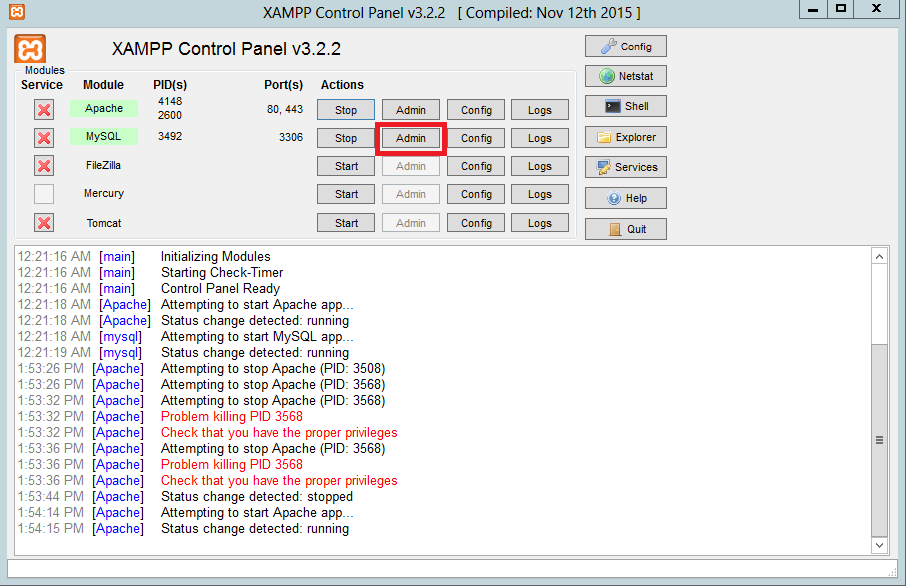 XAMPP Control Panel v3.2.2 [ Compiled: Nov 12th 2015 ]
XAMPP Control Panel v3.2.2
Config
Modules
Service Module PID(s) Port(s) Actions
Netstat
Apache 4148 2600 80, 443 Stop Admin Config Logs
Shell
MySQL 3492 3306 Stop Admin Config Logs
Explorer
FileZilla Start Admin Config Logs
Services
Mercury Start Admin Config Logs
Help
Tomcat Start Admin Config Logs
Quit
12:21:16 AM [main] Initializing Modules
12:21:16 AM [main] Starting Check-Timer
12:21:16 AM [main] Control Panel Ready
12:21:18 AM [Apache] Attempting to start Apache app...
12:21:18 AM [Apache] Status change detected: running
12:21:18 AM [mysql] Attempting to start MySQL app...
12:21:19 AM [mysql] Status change detected: running
1:53:26 PM [Apache] Attempting to stop Apache (PID: 3508)
1:53:26 PM [Apache] Attempting to stop Apache (PID: 3568)
1:53:32 PM [Apache] Attempting to stop Apache (PID: 3568)
1:53:32 PM [Apache] Problem killing PID 3568
1:53:32 PM [Apache] Check that you have the proper privileges
1:53:36 PM [Apache] Attempting to stop Apache (PID: 3568)
1:53:36 PM [Apache] Problem killing PID 3568
1:53:36 PM [Apache] Check that you have the proper privileges
1:53:44 PM [Apache] Status change detected: stopped
1:54:14 PM [Apache] Attempting to start Apache app...
1:54:15 PM [Apache] Status change detected: running